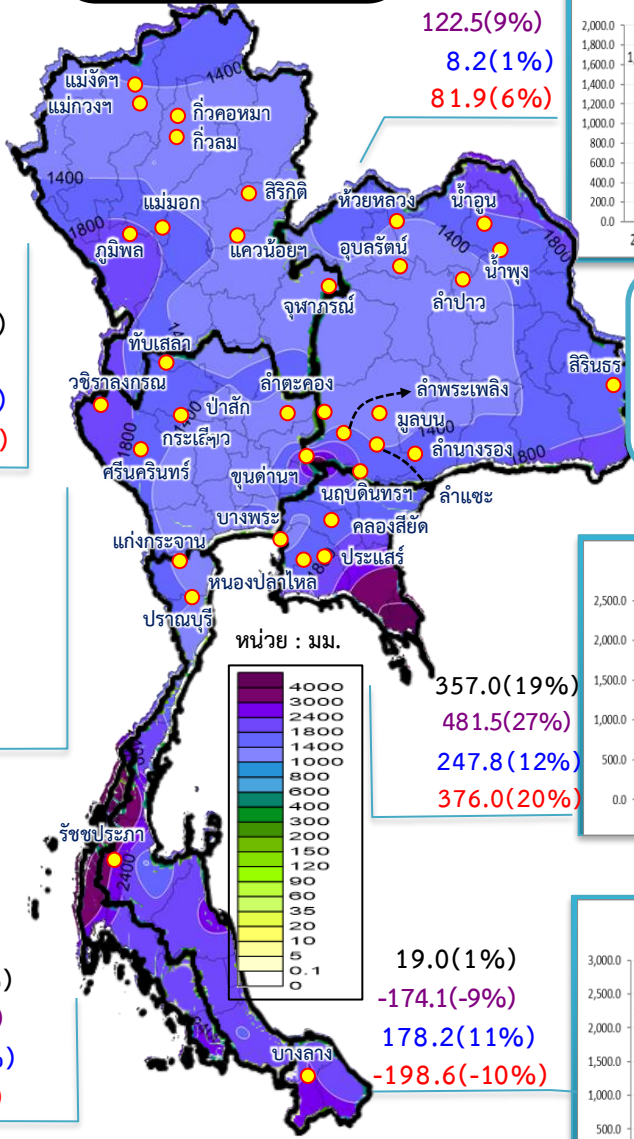 122.5(9%)
8.2(1%)
81.9(6%)
2,000.0
1,800.0
1,600.0
1,400.0
1,200.0
1,000.0
800.0
600.0
400.0
200.0
0.0
แม่งัดฯ
1400
แม่กวงฯ
กิ่วคอหมา
กิ่วลม
1400
สิริกิติ
แม่มอก
ห้วยหลวง
น้ำอูน
1800
ภูมิพล
แควน้อยฯ
อุบลรัตน์
1400
1800
น้ำพุง
จุฬาภรณ์
ลำปาว
ทับเสลา
สิรินธร
วชิราลงกรณ
ลำตะคอง
ลำพระเพลิง
ป่าสัก
1400
มูลบน
กระเสียว
1400
1800
ศรีนครินทร์
ขุนด่านฯ
ลำนางรอง
1800
นฤบดินทรฯ
ลำแซะ
บางพระ
คลองสียัด
แก่งกระจาน
ประแสร์
หนองปลาไหล
ปราณบุรี
หน่วย : มม.
4000
3000
2400
1800
1400
1000
800
600
400
300
200
150
120
90
60
35
20
10
5
0.1
0
357.0(19%)
481.5(27%)
247.8(12%)
376.0(20%)
2,500.0
2,000.0
1,500.0
1,000.0
500.0
0.0
รัชชประภา
2400
19.0(1%)
-174.1(-9%)
178.2(11%)
-198.6(-10%)
บางลาง
3,000.0
2,500.0
2,000.0
1,500.0
1,000.0
500.0